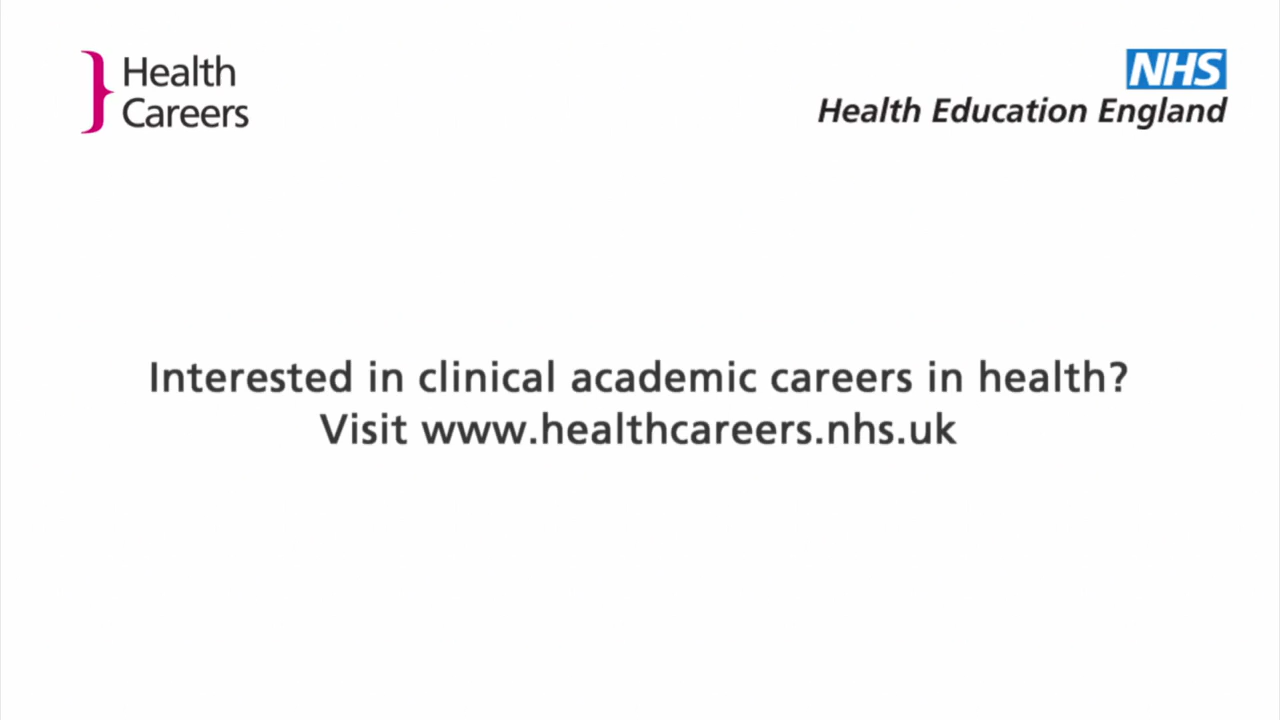 Health
Careers
NHS
Health Education England
Interested in clinical academic careers in health?
Visit www.healthcareers.nhs.uk